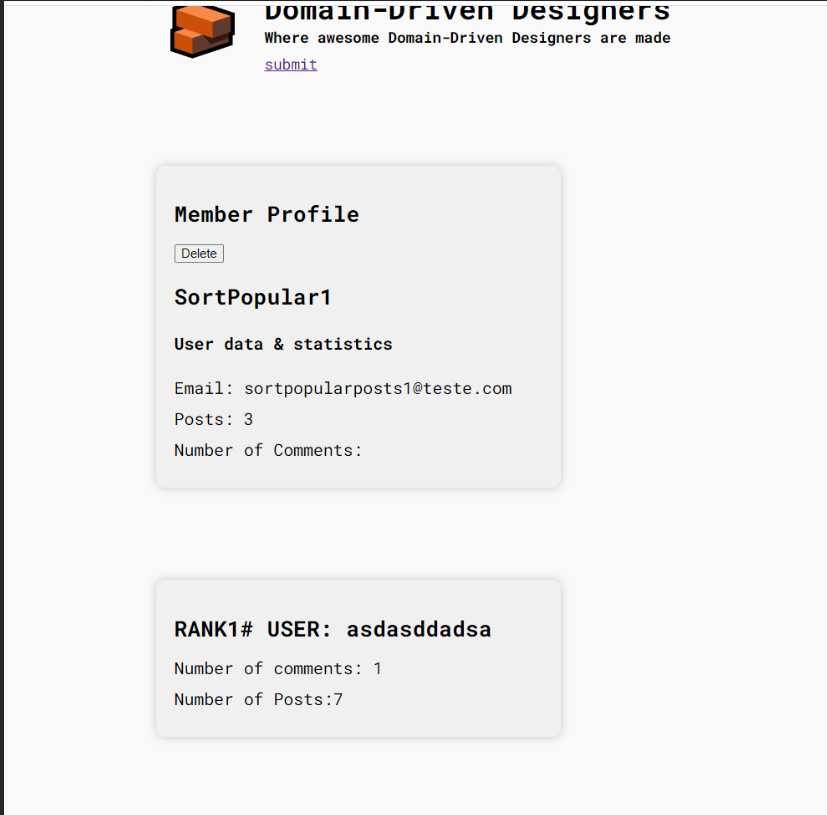 Domain-Driven Designers
Where awesome Domain-Driven Designers are made
submit
Member Profile
Delete
SortPopular1
User data & statistics
Email: sortpopularposts1@teste.com
Posts: 3
Number of Comments:
RANK1# USER: asdasddadsa
Number of comments: 1
Number of Posts:7